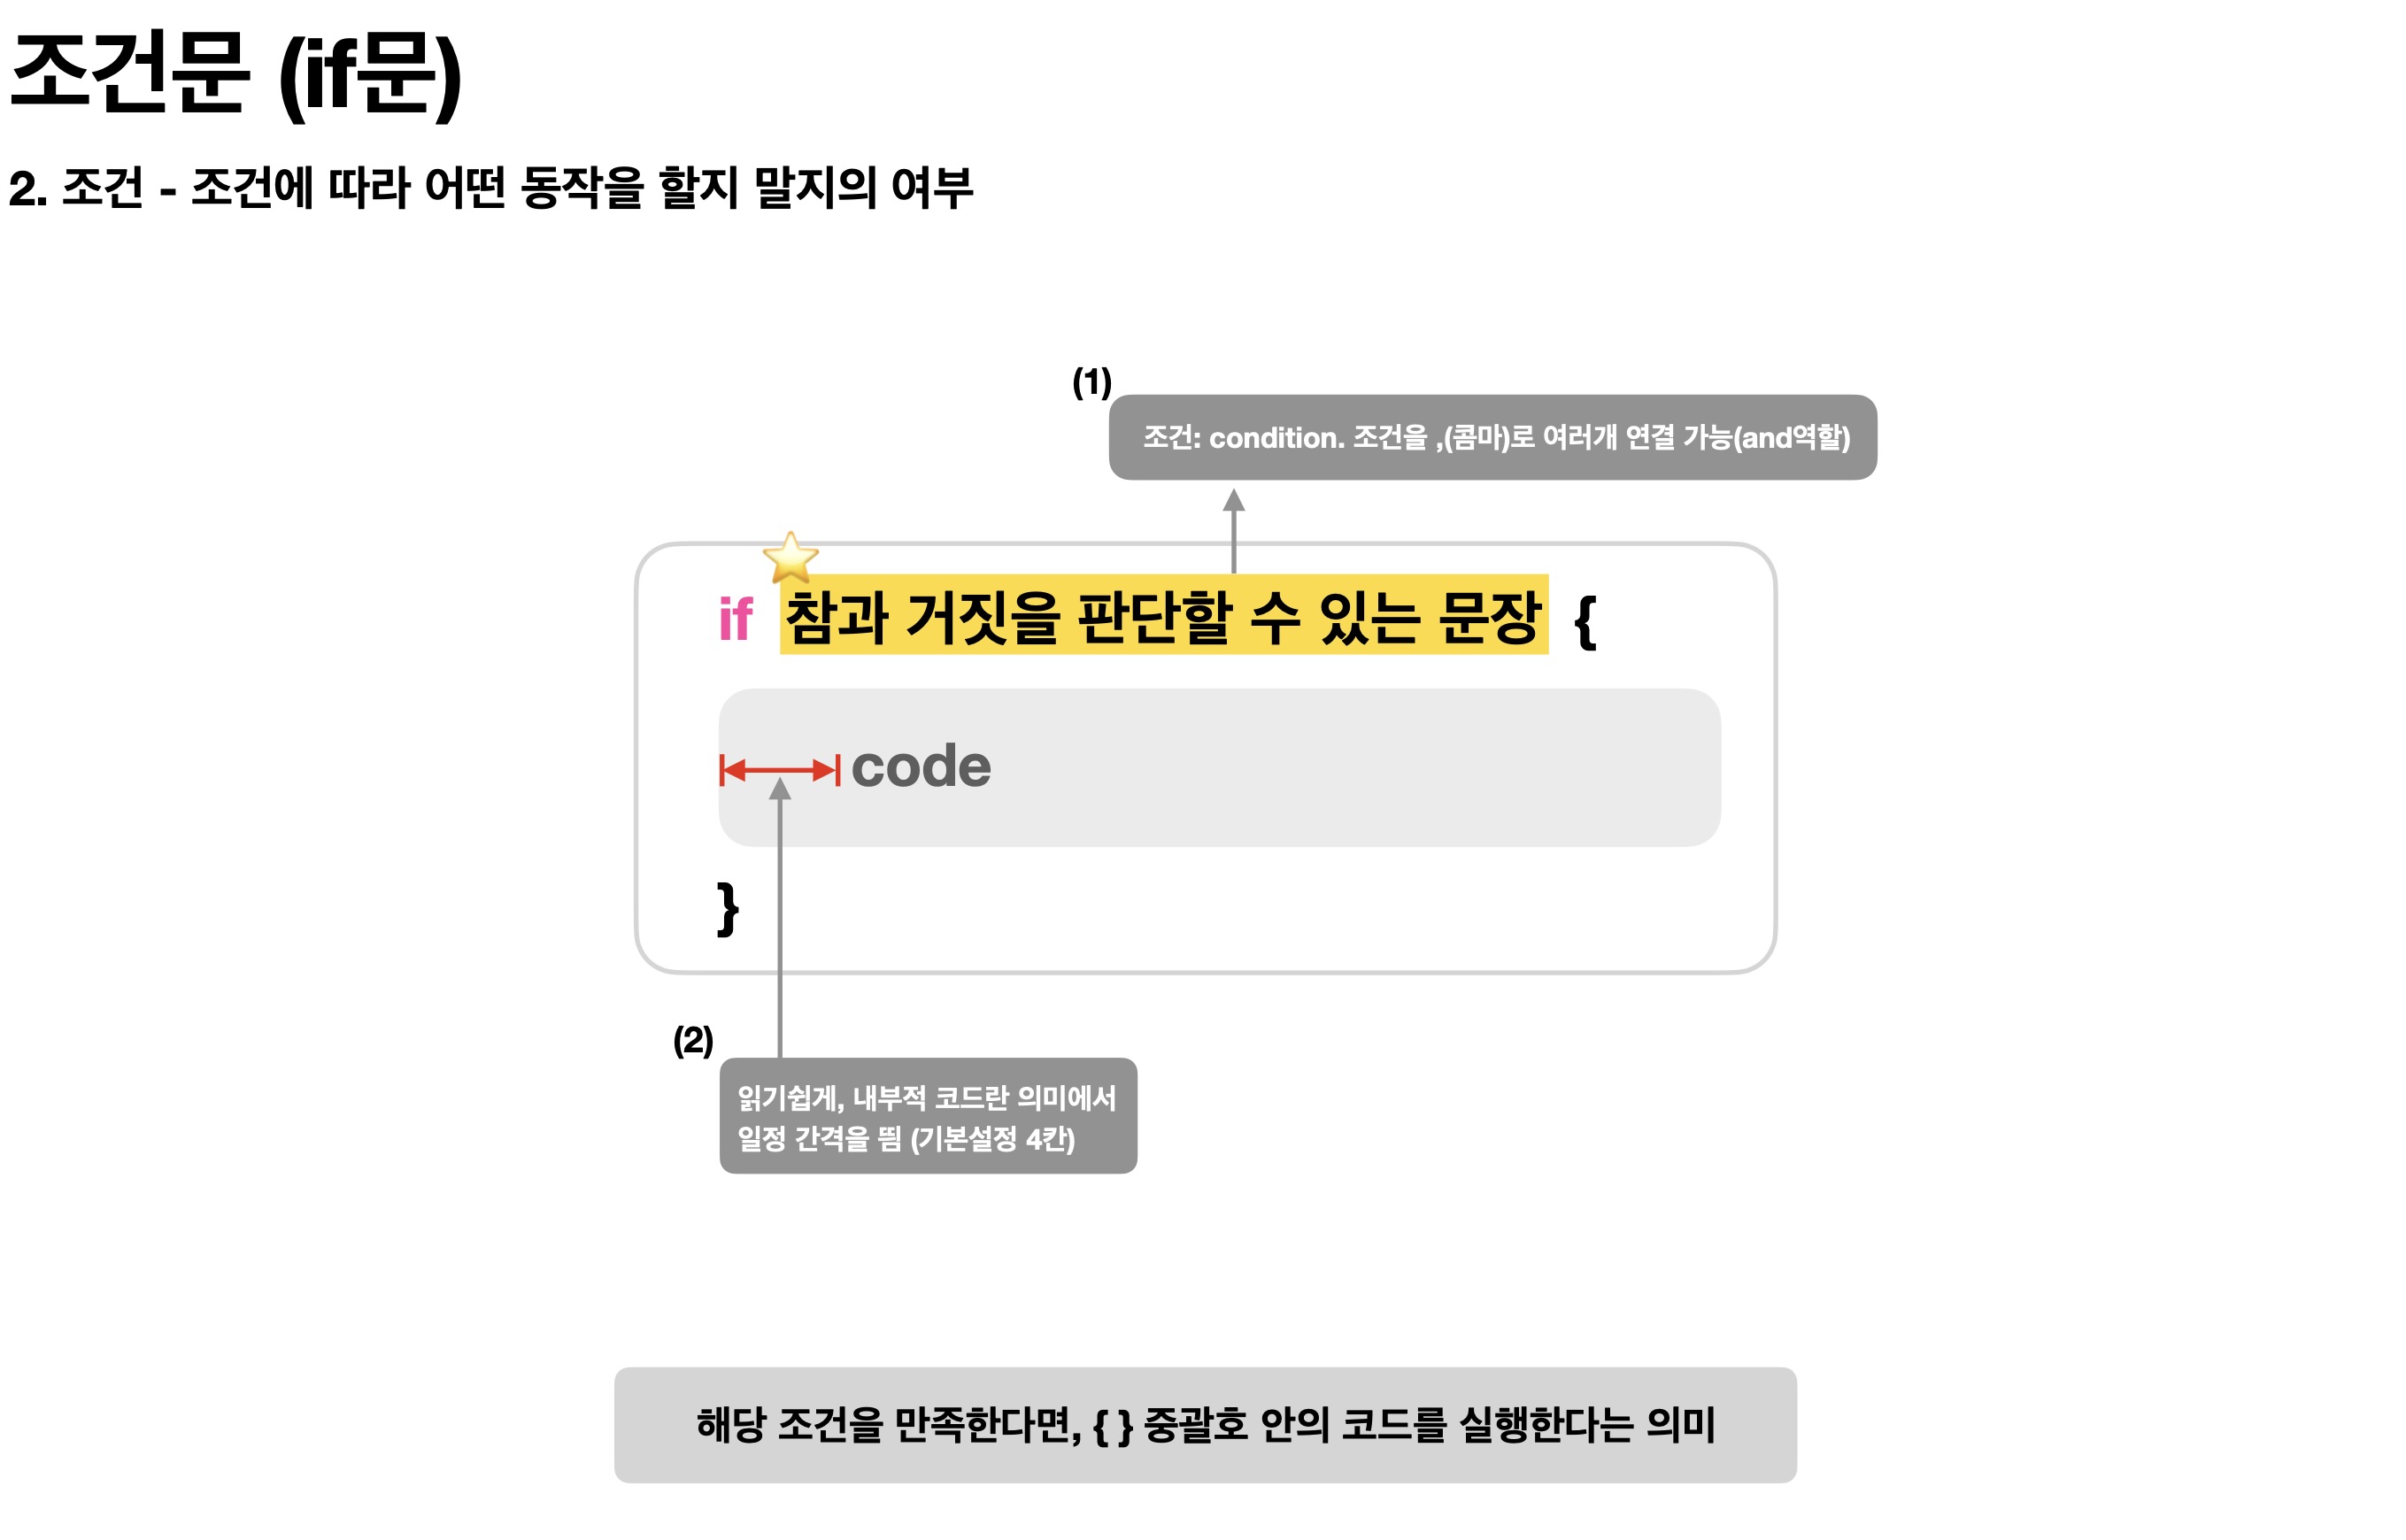 조건문 (if문)
2. 조건 - 조건에 따라 어떤 동작을 할지 말지의 여부
(1)
조건: condition. 조건을 ,(콤마)로 여러개 연결 가능(and역할)
if 참과 거짓을 판단할 수 있는 문장 {
code
}
(2)
읽기쉽게, 내부적 코드란 의미에서
일정 간격을 띔 (기본설정 4칸)
해당 조건을 만족한다면, { } 중괄호 안의 코드를 실행한다는 의미